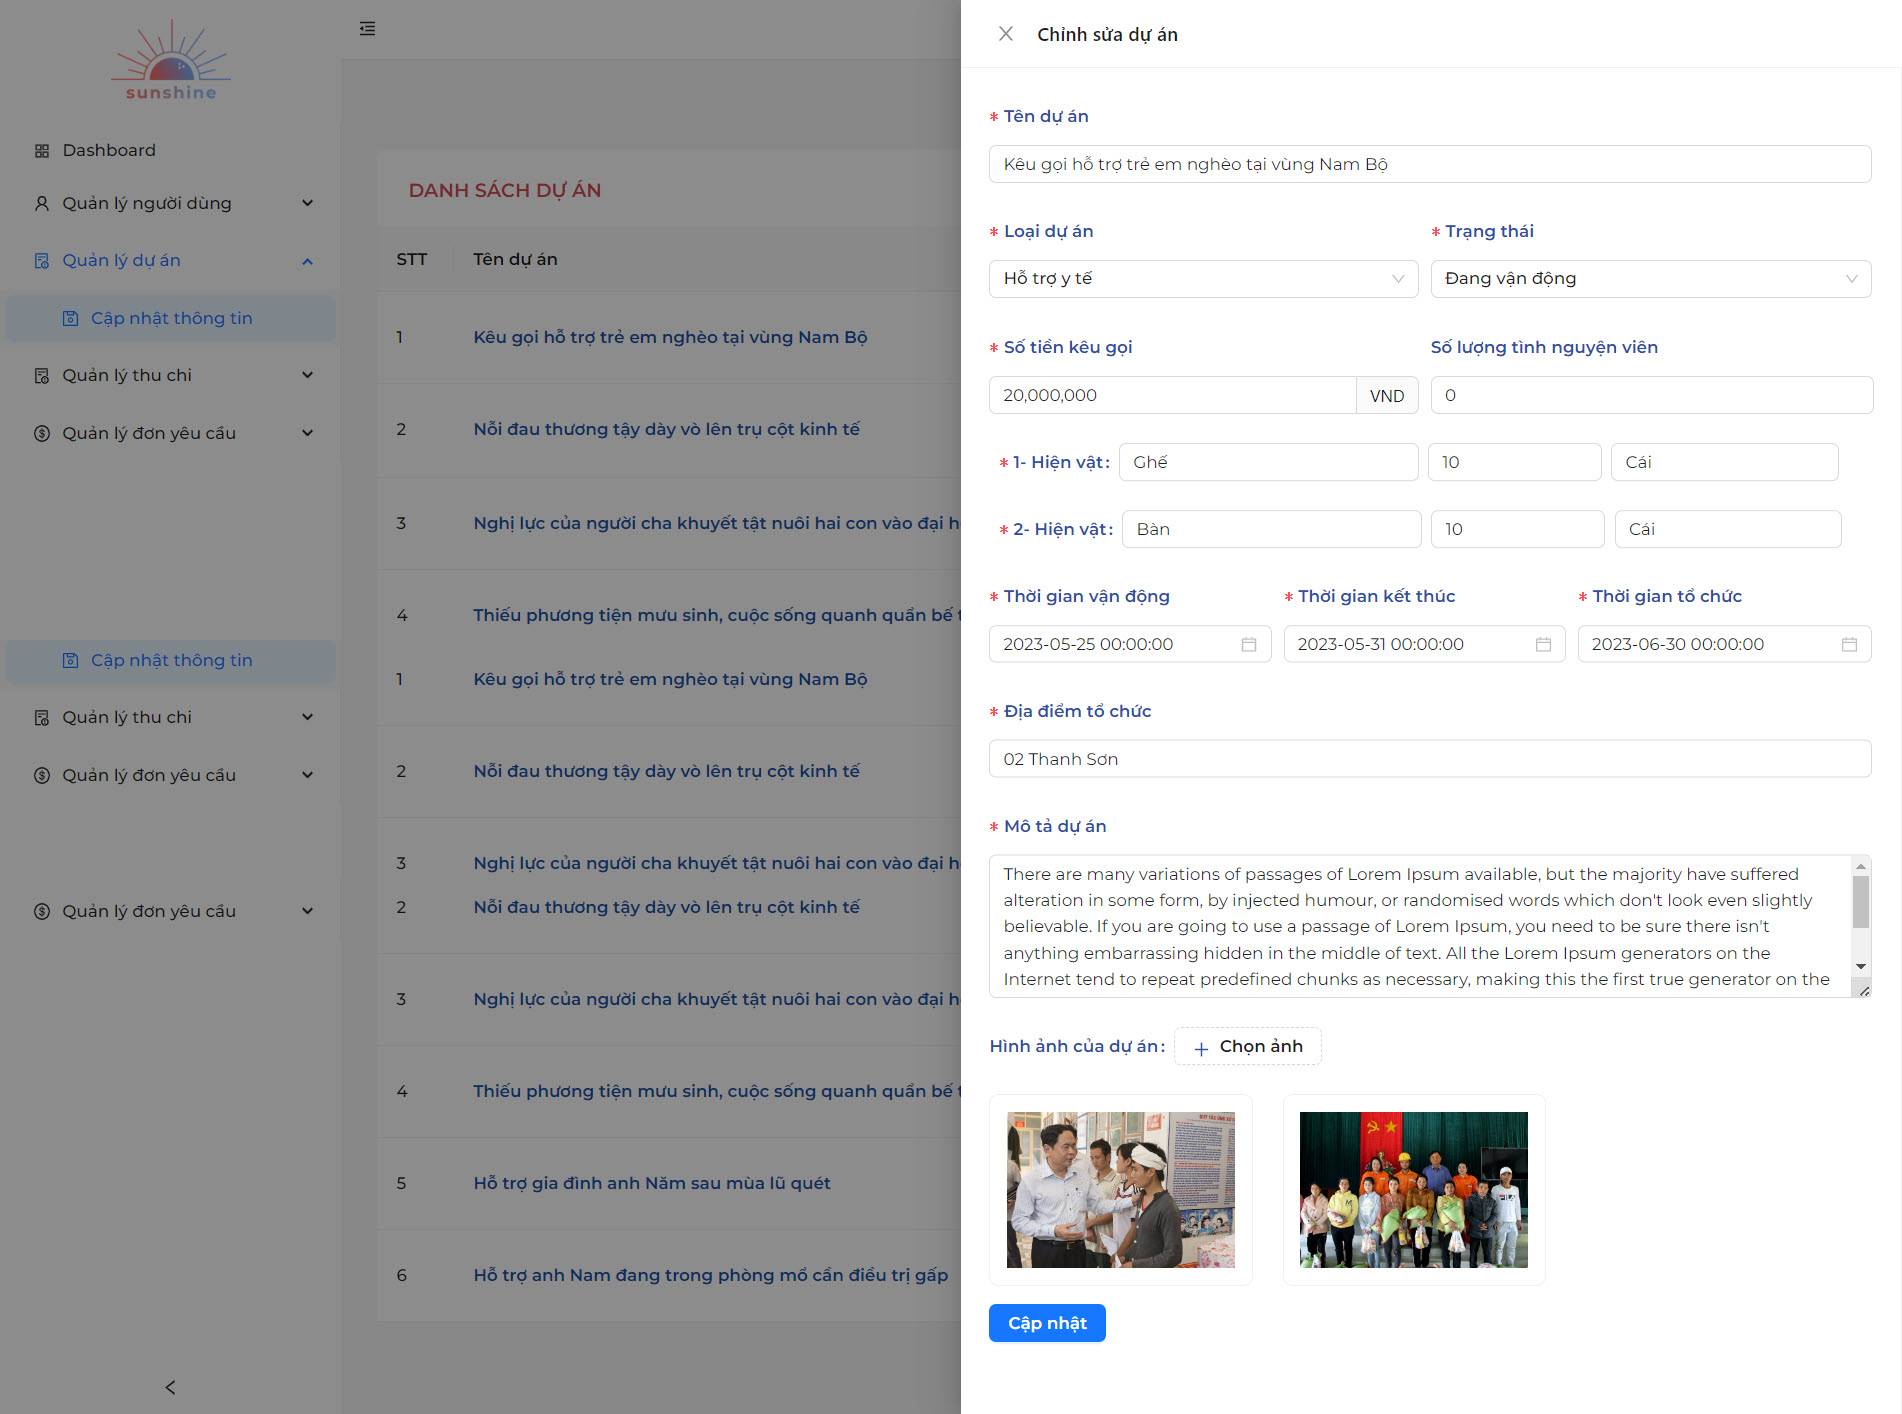 sunshine
Dashboard
Quản lý người dùng
Quản lý dự án
Cập nhật thông tin
Quản lý thu chi
Quản lý đơn yêu cầu
Cập nhật thông tin
Quản lý thu chi
Quản lý đơn yêu cầu
Quản lý đơn yêu cầu
DANH SÁCH DỰ ÁN
STT Tên dự án
1 Kêu gọi hỗ trợ trẻ em nghèo tại vùng Nam Bộ
2 Nỗi đau thương tậy dày vò lên trụ cột kinh tế
3 Nghị lực của người cha khuyết tật nuôi hai con vào đại h
4 Thiếu phương tiện mưu sinh, cuộc sống quanh quẩn bế t
1 Kêu gọi hỗ trợ trẻ em nghèo tại vùng Nam Bộ
2 Nỗi đau thương tậy dày vò lên trụ cột kinh tế
3 Nghị lực của người cha khuyết tật nuôi hai con vào đại h
2 Nỗi đau thương tậy dày vò lên trụ cột kinh tế
3 Nghị lực của người cha khuyết tật nuôi hai con vào đại h
4 Thiếu phương tiện mưu sinh, cuộc sống quanh quẩn bế t
5 Hỗ trợ gia đình anh Năm sau mùa lũ quét
6 Hỗ trợ anh Nam đang trong phòng mổ cần điều trị gấp
Chỉnh sửa dự án
* Tên dự án
Kêu gọi hỗ trợ trẻ em nghèo tại vùng Nam Bộ
* Loại dự án * Trạng thái
Hỗ trợ y tế Đang vận động
* Số tiền kêu gọi Số lượng tình nguyện viên
20,000,000 VND 0
* 1- Hiện vật: Ghế 10 Cái
* 2- Hiện vật: Bàn 10 Cái
* Thời gian vận động * Thời gian kết thúc * Thời gian tổ chức
2023-05-25 00:00:00 2023-05-31 00:00:00 2023-06-30 00:00:00
* Địa điểm tổ chức
02 Thanh Sơn
* Mô tả dự án
There are many variations of passages of Lorem Ipsum available, but the majority have suffered
alteration in some form, by injected humour, or randomised words which don't look even slightly
believable. If you are going to use a passage of Lorem Ipsum, you need to be sure there isn't
anything embarrassing hidden in the middle of text. All the Lorem Ipsum generators on the
Internet tend to repeat predefined chunks as necessary, making this the first true generator on the
Hình ảnh của dự án: + Chọn ảnh
Cập nhật